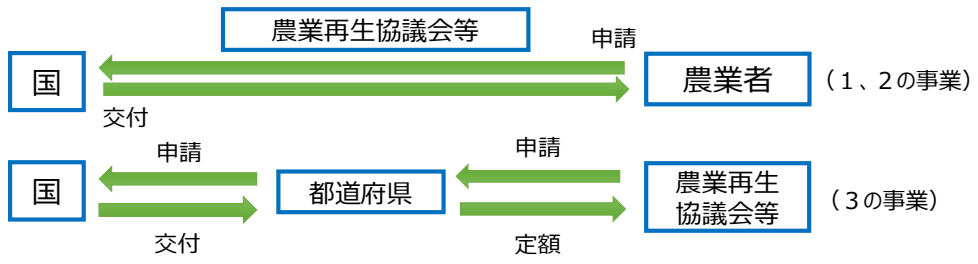 農業再生協議会等
申請
国
農業者
（１、２の事業）
交付
申請
申請
国
都道府県
農業再生
協議会等
（３の事業）
交付
定額